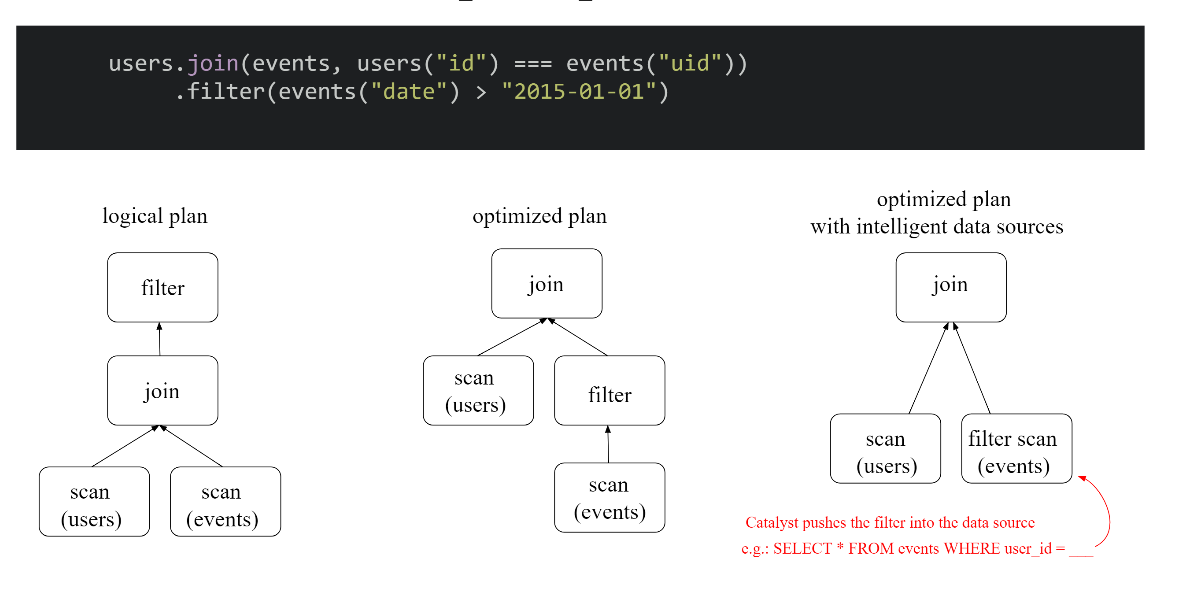 users.join(events, users("id") === events("uid"))
.filter(events("date") > "2015-01-01")
logical plan
filter
join
scan
(users)
scan
(events)
optimized plan
join
scan
(users)
filter
scan
(events)
optimized plan
with intelligent data sources
join
scan
(users)
filter scan
(events)
Catalyst pushes the filter into the data source
e.g.: SELECT * FROM events WHERE user_id = ___